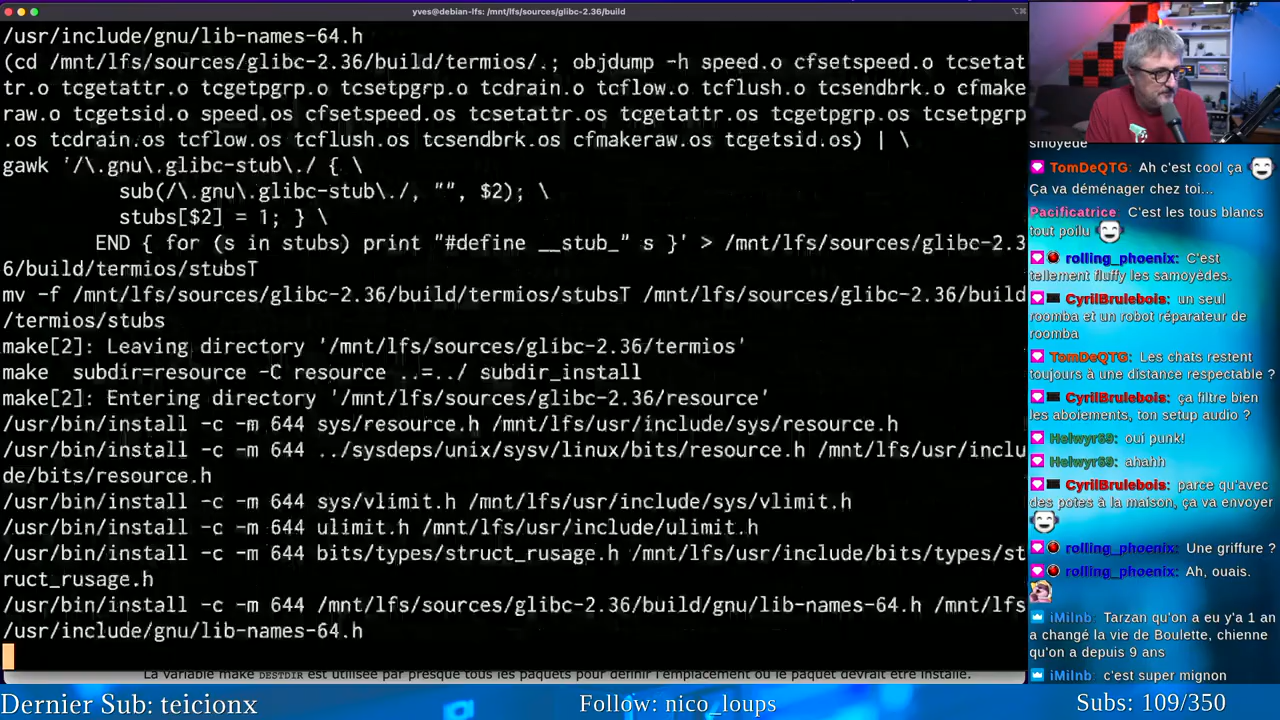 yves@debian-lfs: /mnt/lfs/sources/glibc-2.36/build
/usr/include/gnu/lib-names-64.h
(cd /mnt/lfs/sources/glibc-2.36/build/termios/.; objdump -h speed.o cfsetspeed.o tcsetat
tr.o tcgetattr.o tcgetpgrp.o tcsetpgrp.o tcdrain.o tcflow.o tcflush.o tcsendbrk.o cfmake
raw.o tcgetsid.o speed.os cfsetspeed.os tcsetattr.os tcgetattr.os tcgetpgrp.os tcsetpgrp
.os tcdrain.os tcflow.os tcflush.os tcsendbrk.os cfmakeraw.os tcgetsid.os) | \
gawk '/\.gnu\.glibc-stub\./ { \
sub(/\.gnu\.glibc-stub\./, "", $2); \
stubs[$2] = 1; } \
END { for (s in stubs) print "#define __stub_" s }' > /mnt/lfs/sources/glibc-2.3
6/build/termios/stubsT
mv -f /mnt/lfs/sources/glibc-2.36/build/termios/stubsT /mnt/lfs/sources/glibc-2.36/build
/termios/stubs
make[2]: Leaving directory '/mnt/lfs/sources/glibc-2.36/termios'
make  subdir=resource -C resource ..=../ subdir_install
make[2]: Entering directory '/mnt/lfs/sources/glibc-2.36/resource'
/usr/bin/install -c -m 644 sys/resource.h /mnt/lfs/usr/include/sys/resource.h
/usr/bin/install -c -m 644 ../sysdeps/unix/sysv/linux/bits/resource.h /mnt/lfs/usr/inclu
de/bits/resource.h
/usr/bin/install -c -m 644 sys/vlimit.h /mnt/lfs/usr/include/sys/vlimit.h
/usr/bin/install -c -m 644 ulimit.h /mnt/lfs/usr/include/ulimit.h
/usr/bin/install -c -m 644 bits/types/struct_rusage.h /mnt/lfs/usr/include/bits/types/st
ruct_rusage.h
/usr/bin/install -c -m 644 /mnt/lfs/sources/glibc-2.36/build/gnu/lib-names-64.h /mnt/lfs
/usr/include/gnu/lib-names-64.h
La variable make DESTDIR est utilisée par presque tous les paquets pour définir l'emplacement où le paquet devrait être installé.
samoyède
TomDeQTG: Ah c'est cool ça
Ça va déménager chez toi...
Pacificatrice : C'est les tous blancs
tout poilu
rolling_phoenix: C'est
tellement fluffy les samoyèdes.
CyrilBrulebois: un seul
roomba et un robot réparateur de
roomba
TomDeQTG: Les chats restent
toujours à une distance respectable ?
CyrilBrulebois: ça filtre bien
les aboiements, ton setup audio ?
Helwyr69: oui punk!
Helwyr69: ahahh
CyrilBrulebois: parce qu'avec
des potes à la maison, ça va envoyer
rolling_phoenix: Une griffure ?
rolling_phoenix: Ah, ouais.
iMilnb: Tarzan qu'on a eu y'a 1 an
a changé la vie de Boulette, chienne
qu'on a depuis 9 ans
iMilnb: c'est super mignon
Dernier Sub: teicionx
Follow: nico_loups
Subs: 109/350